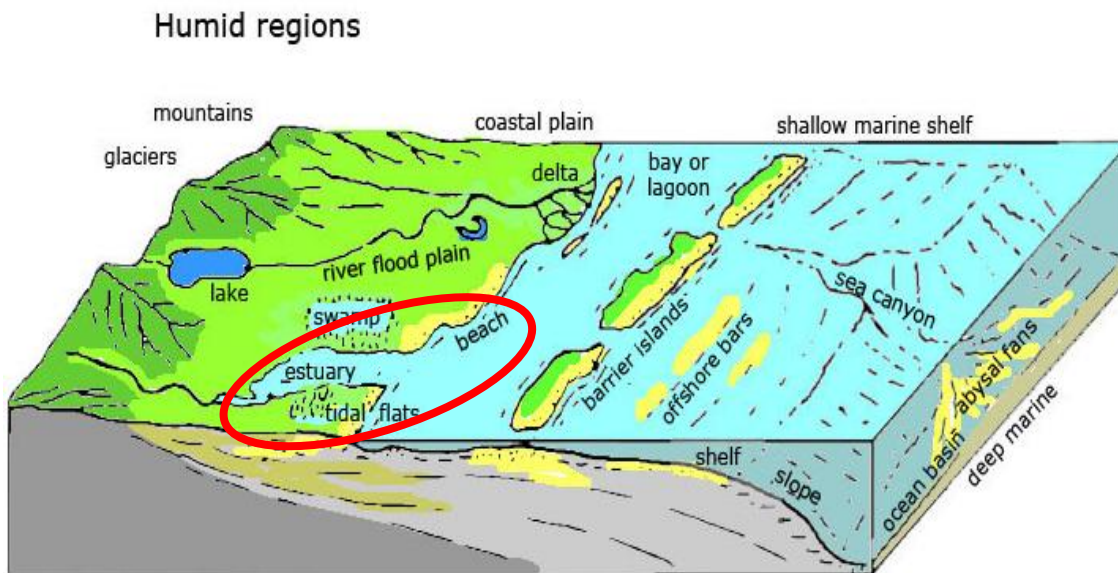 Humid regions
mountains
glaciers
coastal plain
shallow marine shelf
delta
bay or
lagoon
river flood plain
lake
swamp
beach
estuary
tidal flats
barrier islands
offshore bars
sea canyon
abysal fans
ocean basin
deep marine
shelf
slope